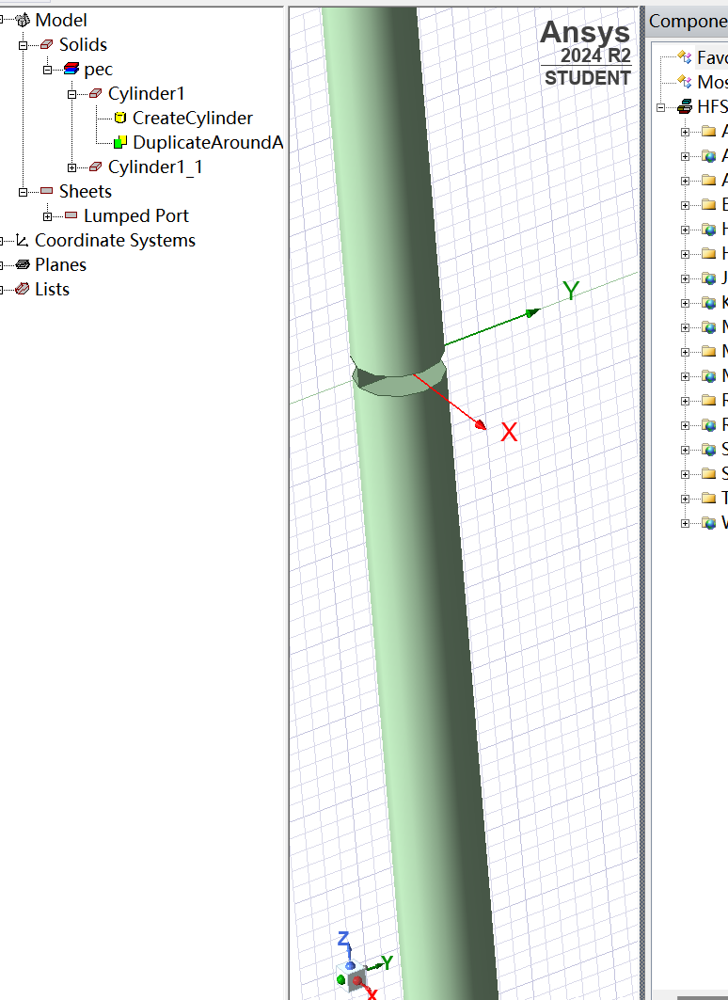 Model
Solids
pec
Cylinder1
CreateCylinder
DuplicateAroundA
Cylinder1_1
Sheets
Lumped Port
Coordinate Systems
Planes
Lists
Ansys
2024 R2
STUDENT
Y
X
Z
Y
X
Compone
Favo
Mos
HFS
A
A
A
E
H
H
J
K
M
M
M
R
R
S
S
T
W